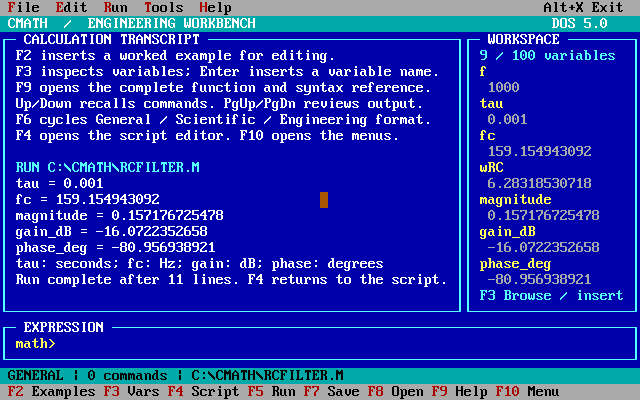 File Edit Run Tools Help Alt+X Exit
CMATH / ENGINEERING WORKBENCH DOS 5.0
CALCULATION TRANSCRIPT
F2 inserts a worked example for editing.
F3 inspects variables; Enter inserts a variable name.
F9 opens the complete function and syntax reference.
Up/Down recalls commands. PgUp/PgDn reviews output.
F6 cycles General / Scientific / Engineering format.
F4 opens the script editor. F10 opens the menus.
RUN C:\CMATH\RCFILTER.M
tau = 0.001
fc = 159.154943092
magnitude = 0.157176725478
gain_dB = -16.0722352658
phase_deg = -80.956938921
tau: seconds; fc: Hz; gain: dB; phase: degrees
Run complete after 11 lines. F4 returns to the script.
WORKSPACE
9 / 100 variables
f
1000
tau
0.001
fc
159.154943092
wRC
6.28318530718
magnitude
0.157176725478
gain_dB
-16.0722352658
phase_deg
-80.956938921
F3 Browse / insert
EXPRESSION
math>
GENERAL | 0 commands | C:\CMATH\RCFILTER.M
F2 Examples F3 Vars F4 Script F5 Run F7 Save F8 Open F9 Help F10 Menu